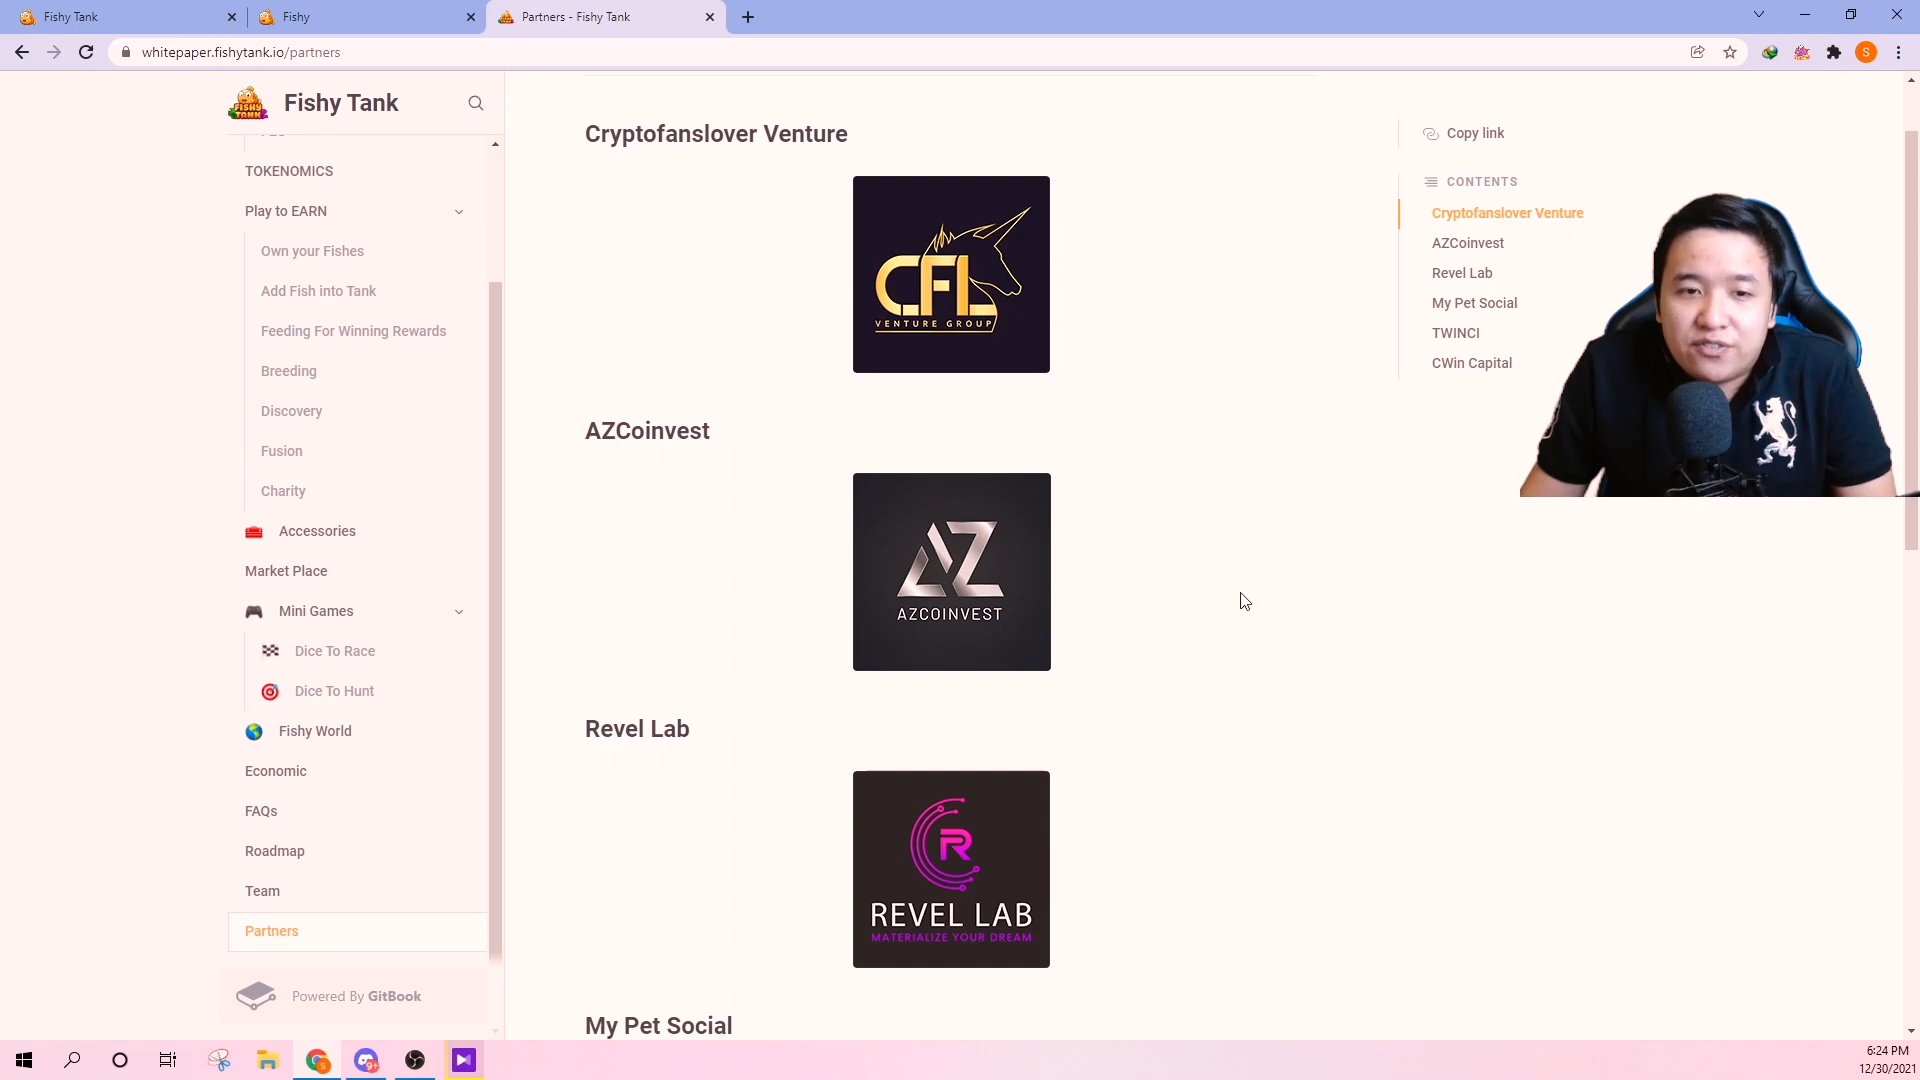 Fishy Tank
Fishy
Partners - Fishy Tank
whitepaper.fishytank.io/partners
S
FISHY
TANK
Fishy Tank
TOKENOMICS
Play to EARN
Own your Fishes
Add Fish into Tank
Feeding For Winning Rewards
Breeding
Discovery
Fusion
Charity
Accessories
Market Place
Mini Games
Dice To Race
Dice To Hunt
Fishy World
Economic
FAQs
Roadmap
Team
Partners
Powered By GitBook
Cryptofanslover Venture
CFL
VENTURE GROUP
AZCoinvest
AZ
AZCOINVEST
Revel Lab
R
REVEL LAB
MATERIALIZE YOUR DREAM
My Pet Social
Copy link
CONTENTS
Cryptofanslover Venture
AZCoinvest
Revel Lab
My Pet Social
TWINCI
CWin Capital
9+
6:24 PM
12/30/2021